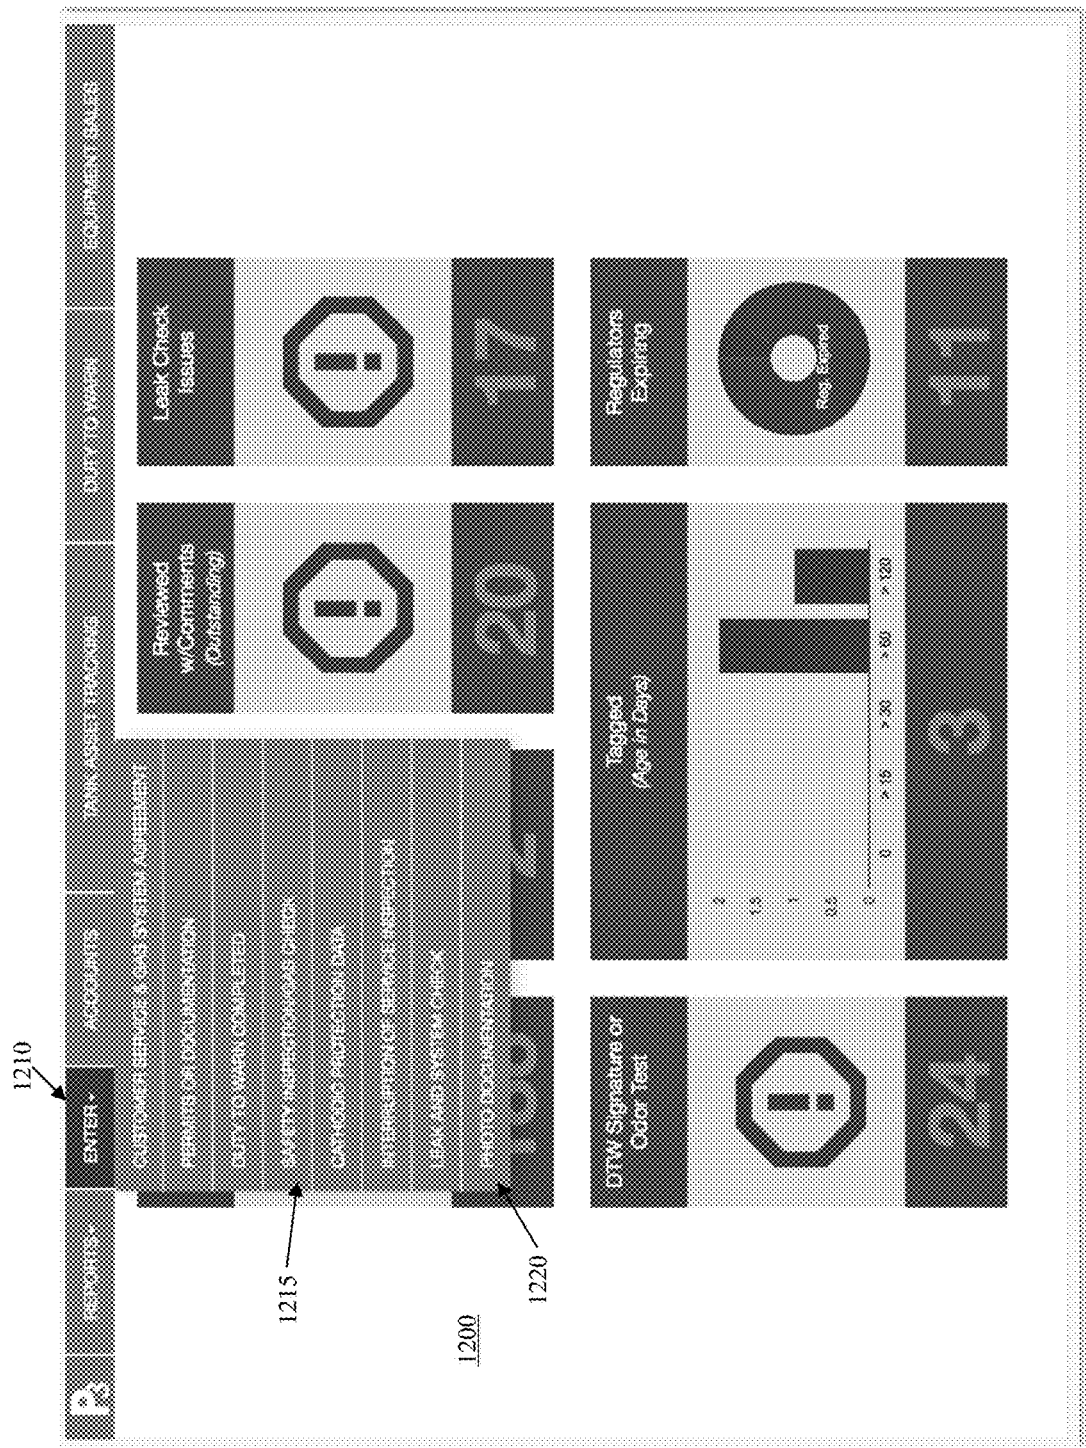 P3
REPORTS
ENTER
ACCOUNTS
TANK ASSET TRACKING
DUTY TO WARN
EQUIPMENT SALES
1210
CUSTOMER SERVICE & GAS SYSTEM AGREEMENT
REFUSAL OF DOCUMENTATION
DUTY TO WARN COMPLETED
SAFETY INSPECTION/GAS CHECK
CATHODIC PROTECTION DATA
INTERRUPTION OF SERVICE INSPECTION
LEAK AND SYSTEM CHECK
PHOTO DOCUMENTATION
1215
1220
1200
Reviewed
w/Comments
(Outstanding)
20
Leak Check
Issues
17
DTW Signature or
Odor Test
24
Tagged
(Age in Days)
2
1.5
1
0.5
0
0
> 15
> 30
> 60
> 120
3
Regulators
Expiring
Reg. Expired
11